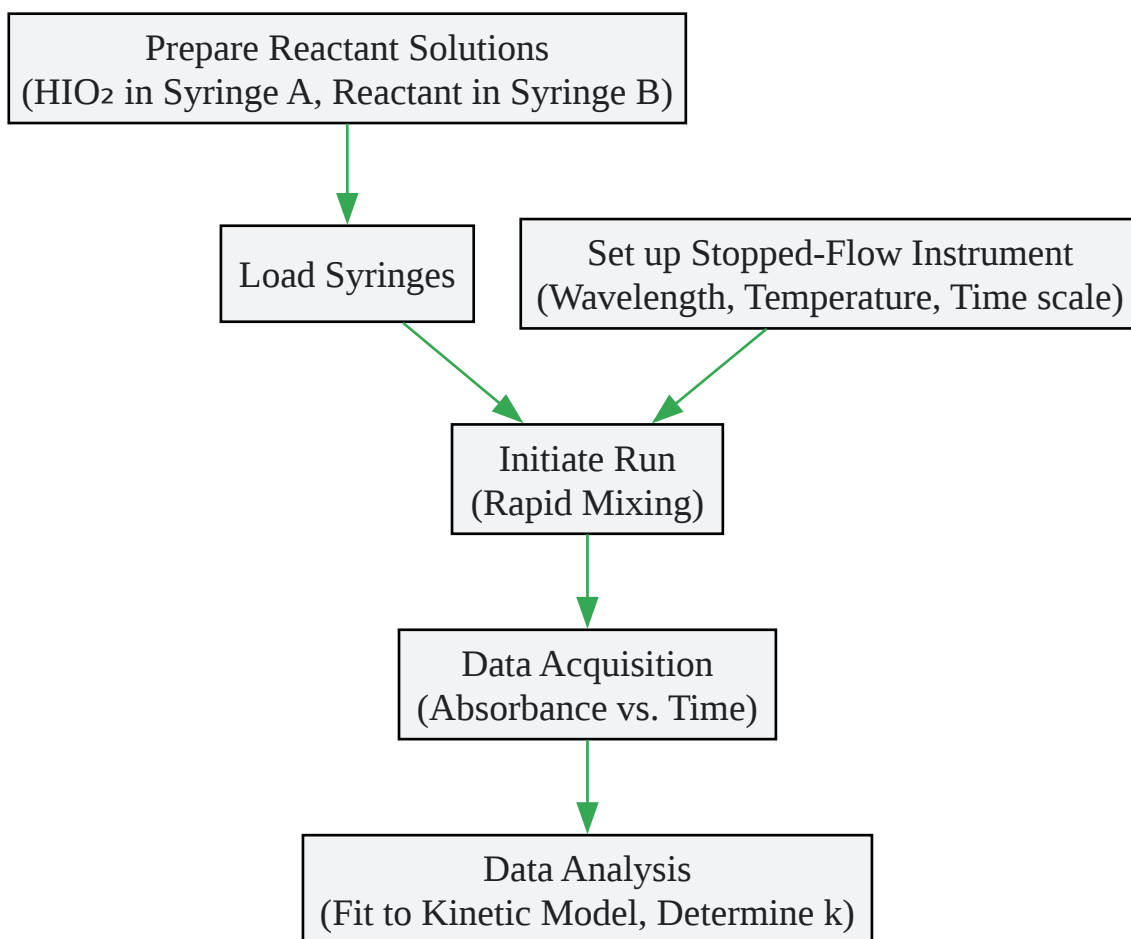 Prepare Reactant Solutions
(HIO₂ in Syringe A, Reactant in Syringe B)
Load Syringes
Set up Stopped-Flow Instrument
(Wavelength, Temperature, Time scale)
Initiate Run
(Rapid Mixing)
Data Acquisition
(Absorbance vs. Time)
Data Analysis
(Fit to Kinetic Model, Determine k)